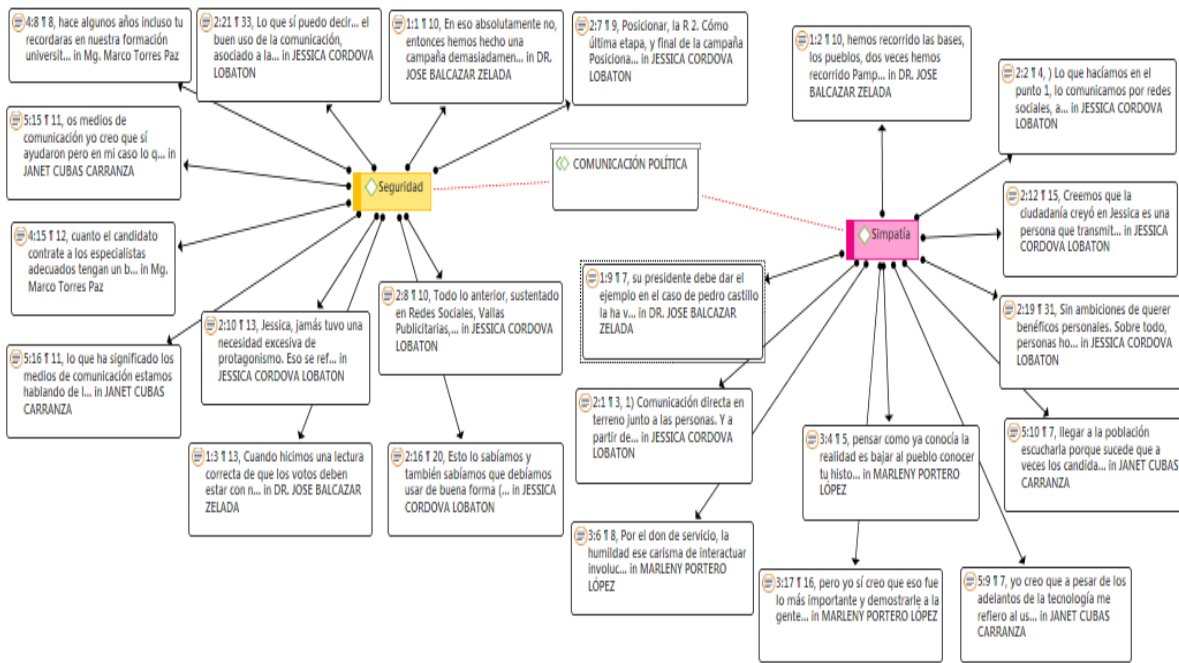 4:8 ¶ 8, hace algunos años incluso tu
recordaras en nuestra formación
universit... in Mg. Marco Torres Paz
2:21 ¶ 33, Lo que sí puedo decir... el
buen uso de la comunicación,
asociado a la... in JESSICA CORDOVA
LOBATON
1:1 ¶ 10, En eso absolutamente no,
entonces hemos hecho una
campaña demasiadamen... in DR.
JOSE BALCAZAR ZELADA
2:7 ¶ 9, Posicionar, la R 2. Cómo
última etapa, y final de la campaña
Posiciona... in JESSICA CORDOVA
LOBATON
1:2 ¶ 10, hemos recorrido las bases,
los pueblos, dos veces hemos
recorrido Pamp... in DR. JOSE
BALCAZAR ZELADA
2:2 ¶ 4, ) Lo que hacíamos en el
punto 1, lo comunicamos por redes
sociales, a... in JESSICA CORDOVA
LOBATON
5:15 ¶ 11, os medios de
comunicación yo creo que sí
ayudaron pero en mi caso lo q... in
JANET CUBAS CARRANZA
COMUNICACIÓN POLÍTICA
Seguridad
2:12 ¶ 15, Creemos que la
ciudadanía creyó en Jessica es una
persona que transmit... in JESSICA
CORDOVA LOBATON
Simpatía
4:15 ¶ 12, cuanto el candidato
contrate a los especialistas
adecuados tengan un b... in Mg.
Marco Torres Paz
1:9 ¶ 7, su presidente debe dar el
ejemplo en el caso de pedro castillo
la ha v... in DR. JOSE BALCAZAR
ZELADA
2:8 ¶ 10, Todo lo anterior, sustentado
en Redes Sociales, Vallas
Publicitarias,... in JESSICA CORDOVA
LOBATON
2:19 ¶ 31, Sin ambiciones de querer
benéficos personales. Sobre todo,
personas ho... in JESSICA CORDOVA
LOBATON
2:10 ¶ 13, Jessica, jamás tuvo una
necesidad excesiva de
protagonismo. Eso se ref... in
JESSICA CORDOVA LOBATON
5:16 ¶ 11, lo que ha significado los
medios de comunicación estamos
hablando de l... in JANET CUBAS
CARRANZA
2:1 ¶ 3, 1) Comunicación directa en
terreno junto a las personas. Y a
partir de... in JESSICA CORDOVA
LOBATON
3:4 ¶ 5, pensar como ya conocía la
realidad es bajar al pueblo conocer
tu histo... in MARLENY PORTERO
LÓPEZ
5:10 ¶ 7, llegar a la población
escucharla porque sucede que a
veces los candida... in JANET CUBAS
CARRANZA
1:3 ¶ 13, Cuando hicimos una lectura
correcta de que los votos deben
estar con n... in DR. JOSE BALCAZAR
ZELADA
2:16 ¶ 20, Esto lo sabíamos y
también sabíamos que debíamos
usar de buena forma (... in JESSICA
CORDOVA LOBATON
3:6 ¶ 8, Por el don de servicio, la
humildad ese carisma de interactuar
involuc... in MARLENY PORTERO
LÓPEZ
3:17 ¶ 16, pero yo sí creo que eso fue
lo más importante y demostrarle a la
gente... in MARLENY PORTERO LÓPEZ
5:9 ¶ 7, yo creo que a pesar de los
adelantos de la tecnología me
refiero al us... in JANET CUBAS
CARRANZA